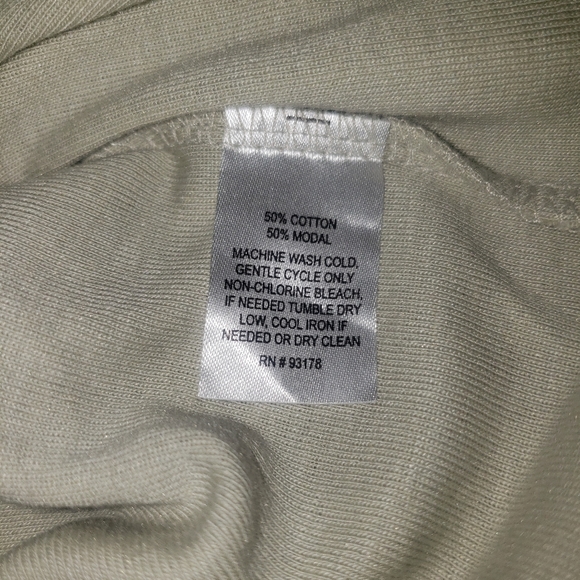 50% COTTON
50% MODAL
MACHINE WASH COLD,
GENTLE CYCLE ONLY
NON-CHLORINE BLEACH,
IF NEEDED TUMBLE DRY
LOW, COOL IRON IF
NEEDED OR DRY CLEAN
RN # 93178